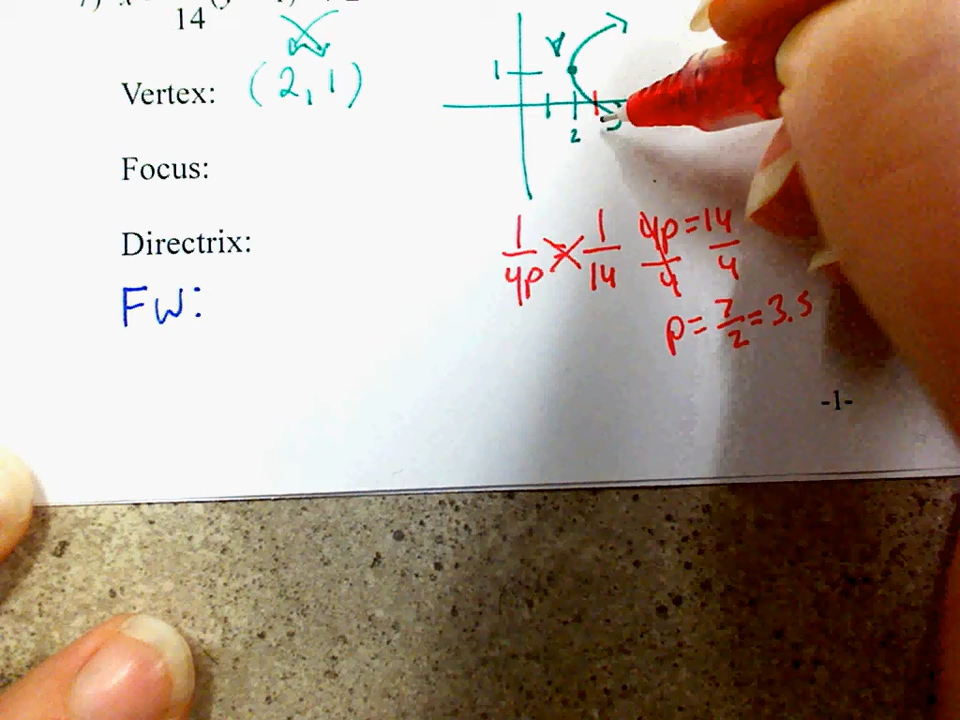 14
Vertex: (2,1)
V
1
2
Focus:
Directrix:
FW:
1/4p 1/14 4p/4=14/4
p=7/2=3.5
-1-